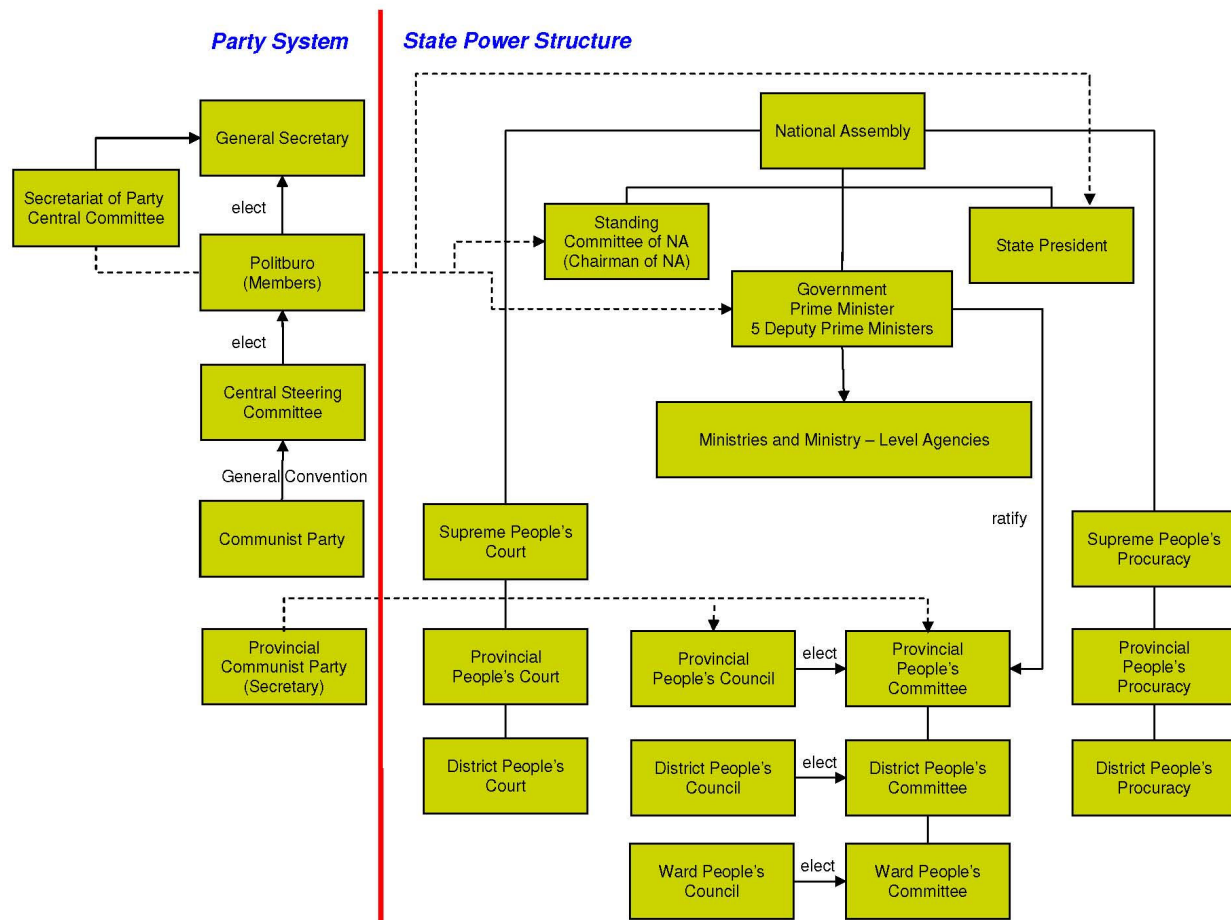 Party System
State Power Structure
General Secretary
Secretariat of Party
Central Committee
elect
Politburo
(Members)
elect
Central Steering
Committee
General Convention
Communist Party
Provincial
Communist Party
(Secretary)
National Assembly
Standing
Committee of NA
(Chairman of NA)
State President
Government
Prime Minister
5 Deputy Prime Ministers
Ministries and Ministry – Level Agencies
ratify
Supreme People's
Court
Supreme People's
Procuracy
Provincial
People's Court
Provincial
People's Council
elect
Provincial
People's
Committee
Provincial
People's
Procuracy
District People's
Court
District People's
Council
elect
District People's
Committee
District People's
Procuracy
Ward People's
Council
elect
Ward People's
Committee